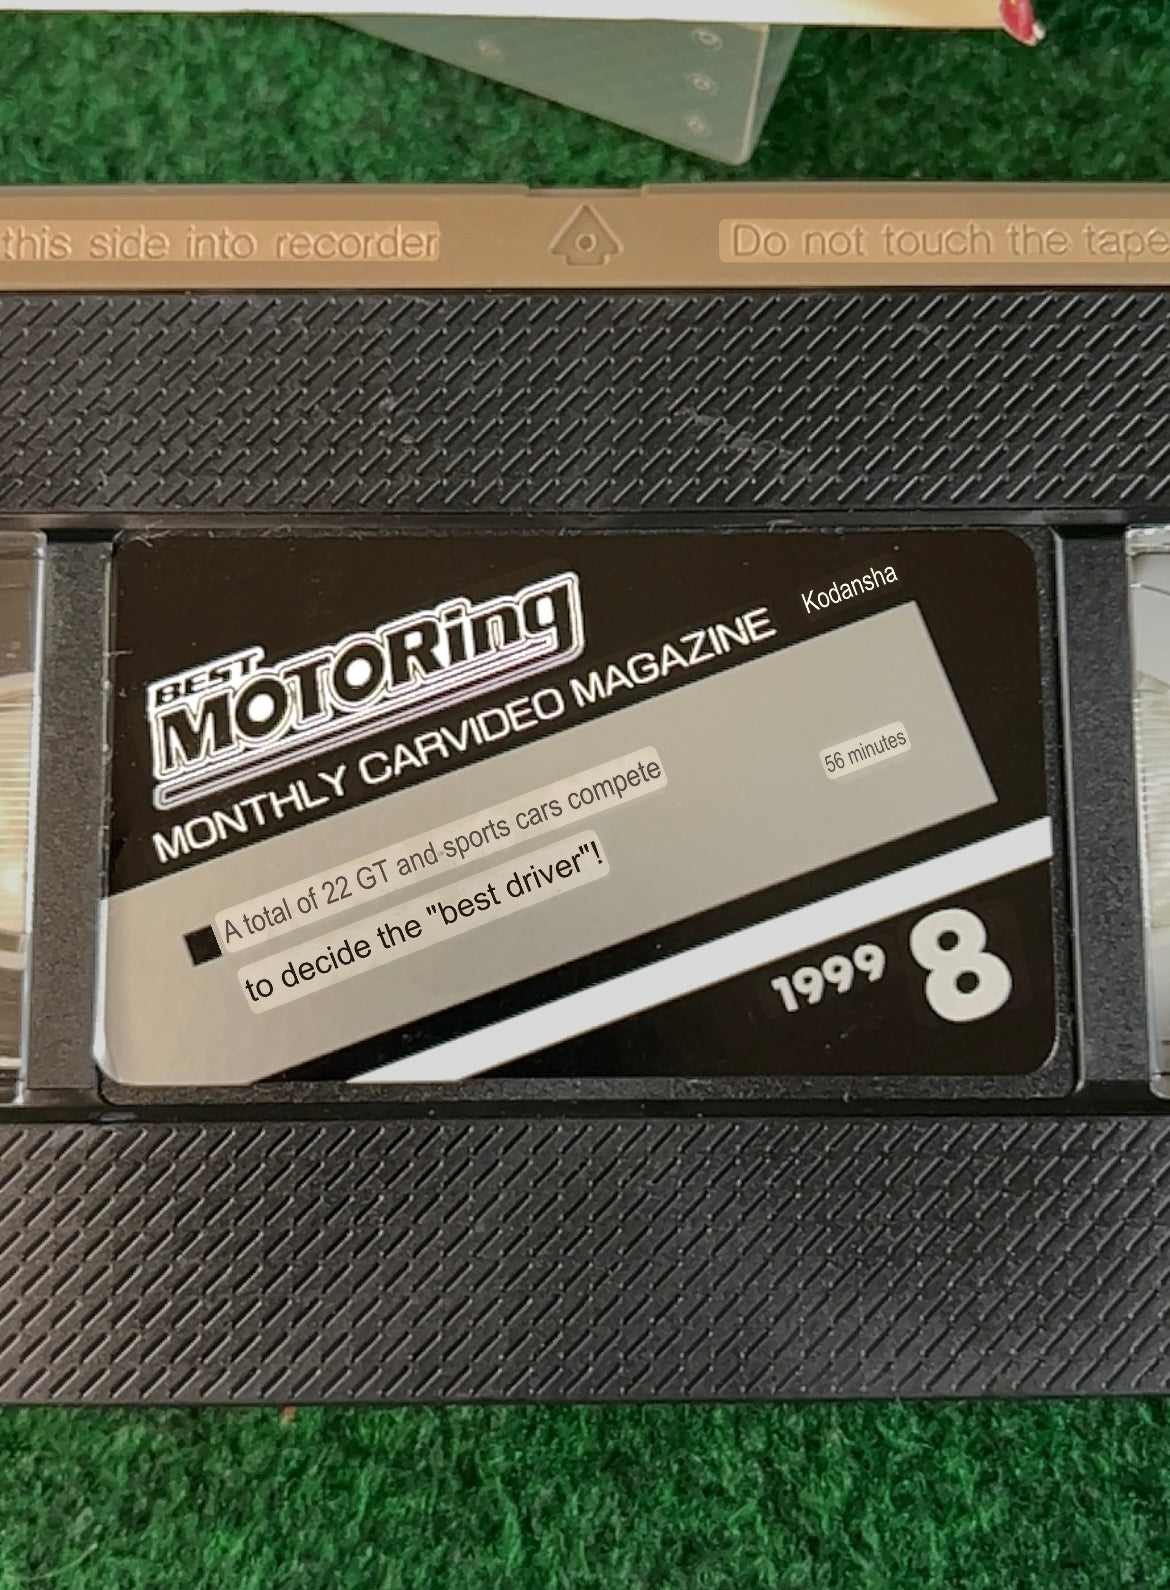 this side into recorder
Do not touch the tape
BEST
MOTORing
MONTHLY CARVIDEO MAGAZINE
Kodansha
56 minutes
A total of 22 GT and sports cars compete
to decide the "best driver"!
1999 8